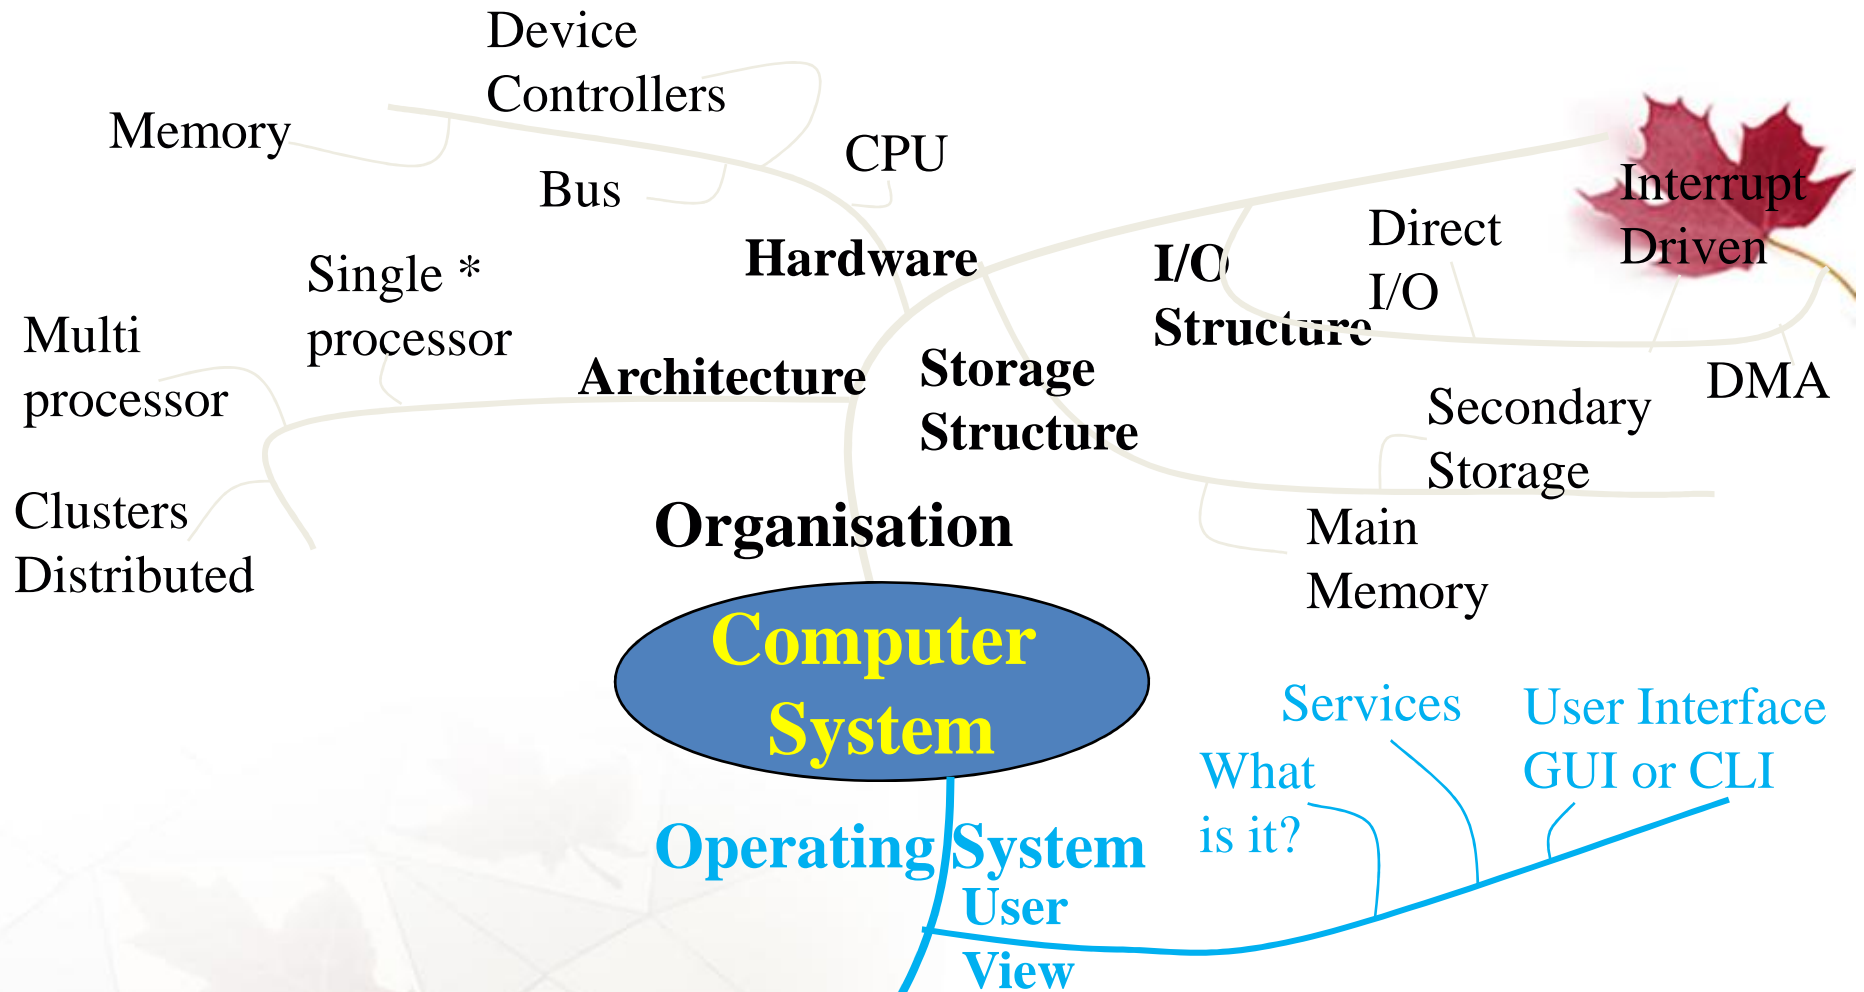 Device
Controllers
Memory
CPU
Bus
Interrupt
Driven
Direct
I/O
Hardware
I/O
Structure
Single *
processor
Multi
processor
Architecture
Storage
Structure
DMA
Secondary
Storage
Clusters
Distributed
Organisation
Main
Memory
Computer
System
Services
User Interface
GUI or CLI
What
is it?
Operating System
User
View